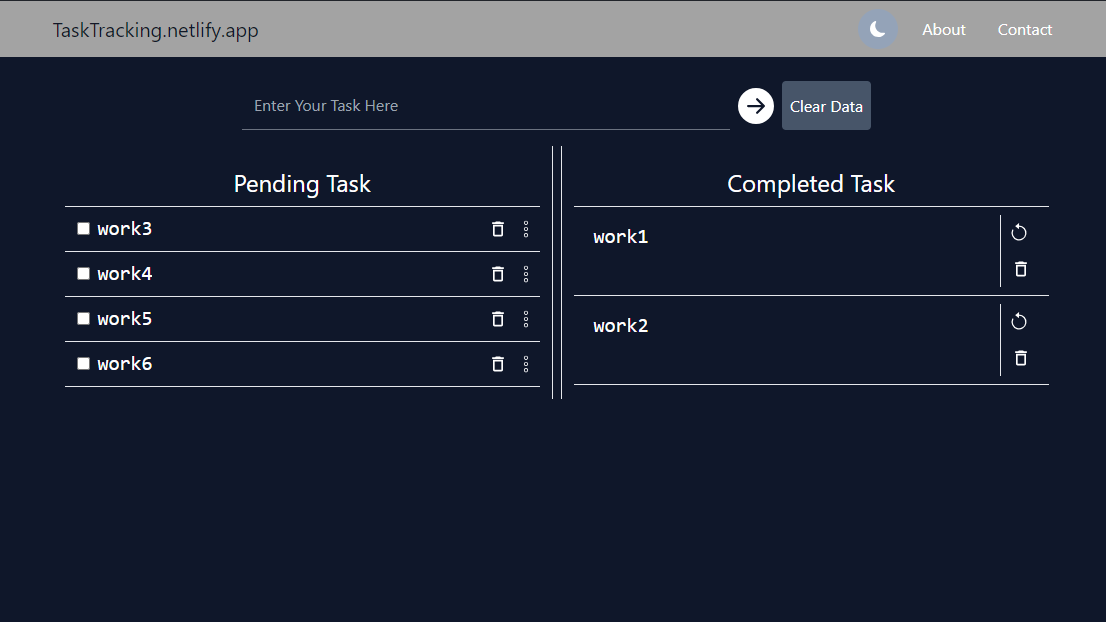 TaskTracking.netlify.app
About
Contact
Enter Your Task Here
Clear Data
Pending Task
work3
work4
work5
work6
Completed Task
work1
work2